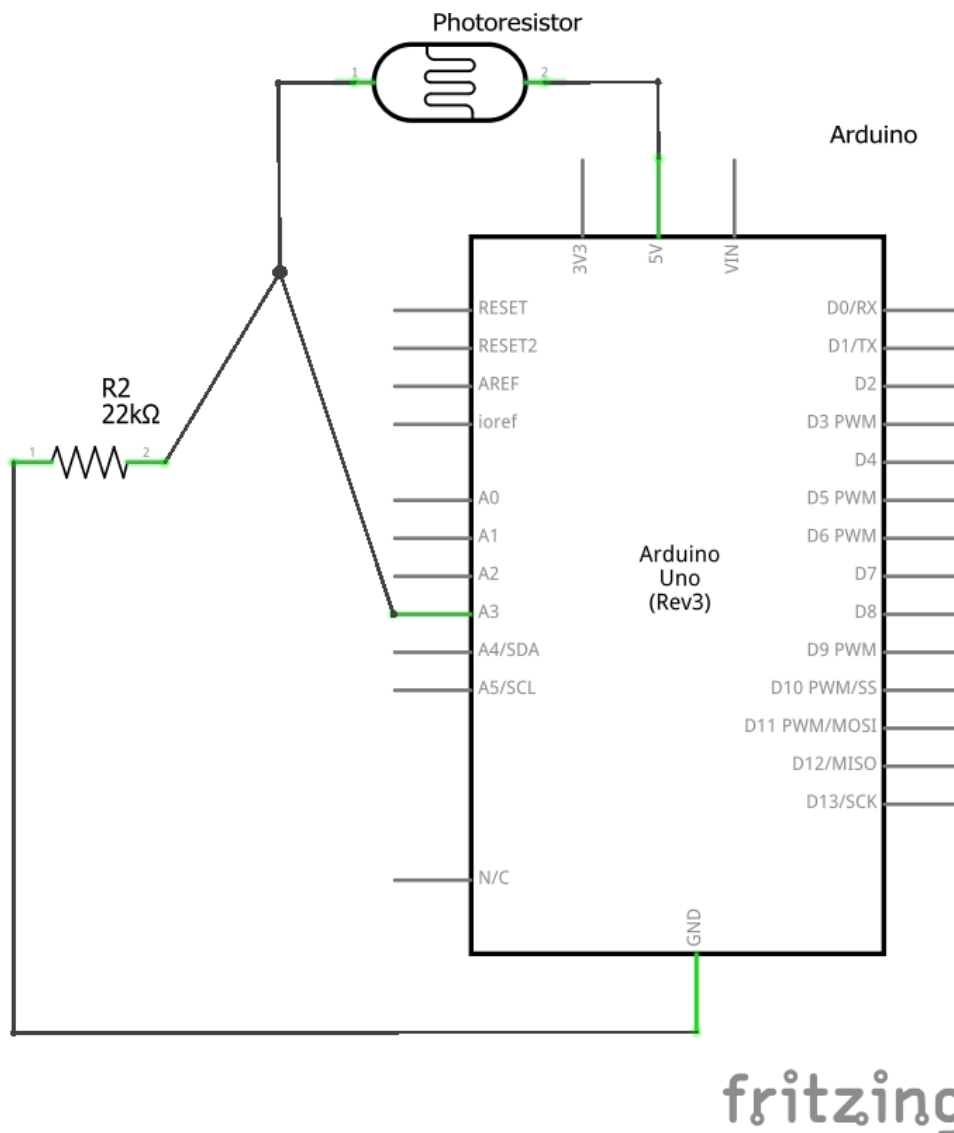 Photoresistor
1
2
Arduino
3V3
5V
VIN
RESET
D0/RX
RESET2
D1/TX
AREF
D2
ioref
D3 PWM
R2
22kΩ
D4
1
2
A0
D5 PWM
A1
D6 PWM
Arduino
Uno
(Rev3)
A2
D7
A3
D8
A4/SDA
D9 PWM
A5/SCL
D10 PWM/SS
D11 PWM/MOSI
D12/MISO
D13/SCK
N/C
GND
fritzing